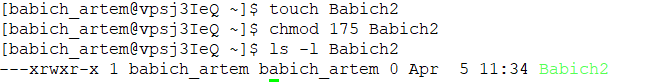 [babich_artem@vpsj3IeQ ~]$ touch Babich2
[babich_artem@vpsj3IeQ ~]$ chmod 175 Babich2
[babich_artem@vpsj3IeQ ~]$ ls -l Babich2
---xrwxr-x 1 babich_artem babich_artem 0 Apr  5 11:34 Babich2